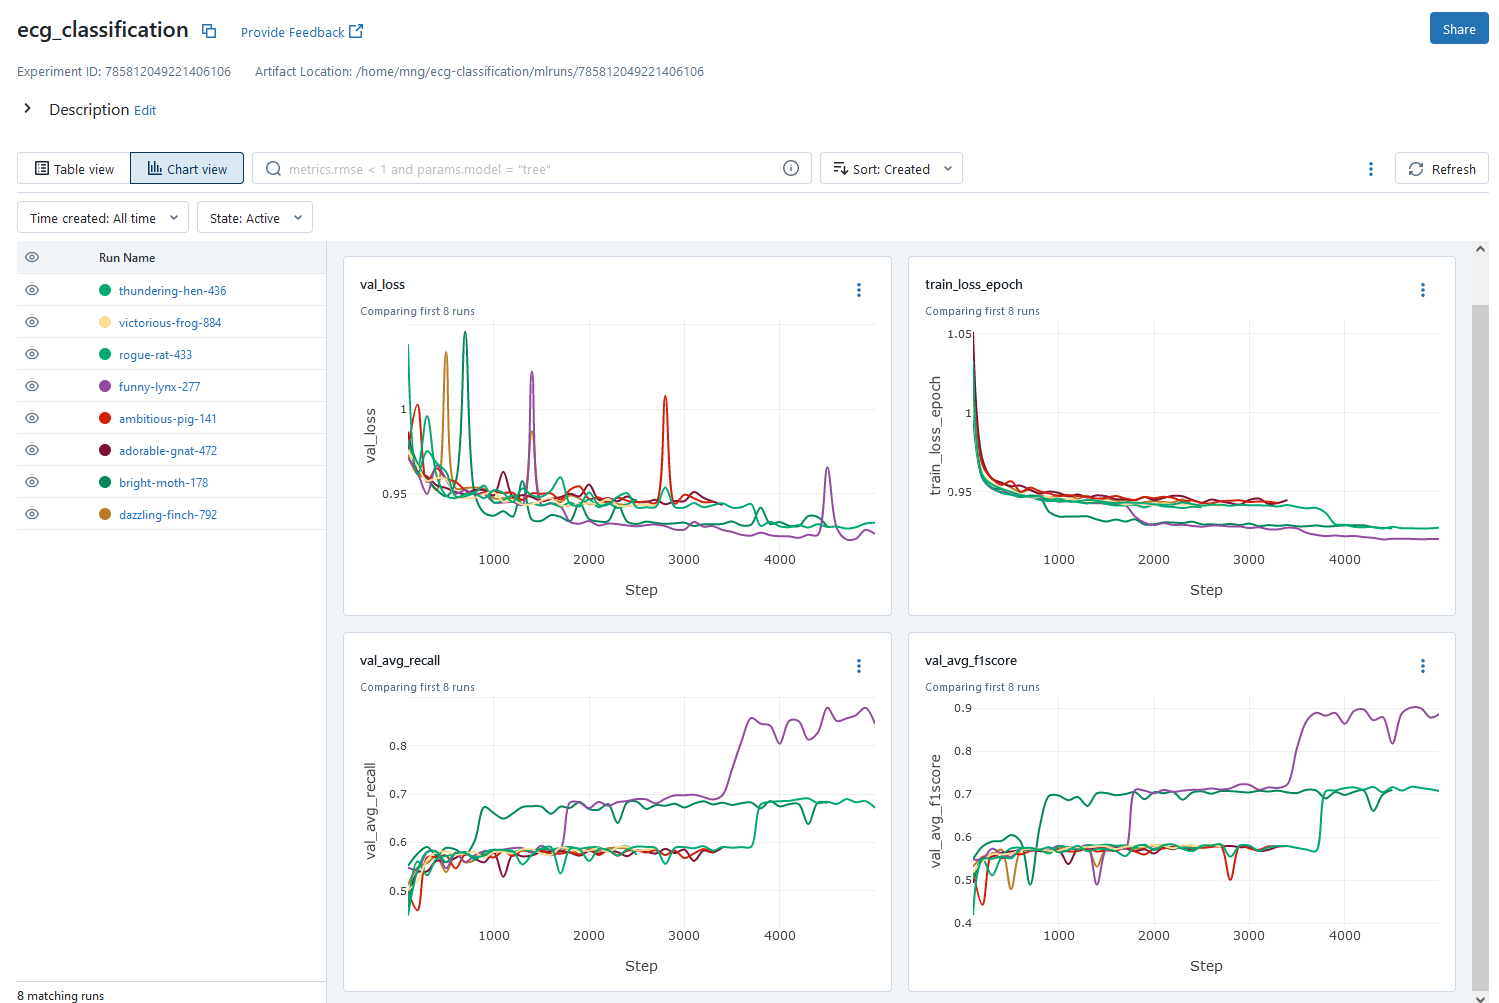 ecg_classification Provide Feedback Share
Experiment ID: 785812049221406106 Artifact Location: /home/mng/ecg-classification/mlruns/785812049221406106
Description Edit
Table view Chart view metrics.rmse < 1 and params.model = "tree" Sort: Created Refresh
Time created: All time State: Active
Run Name
thundering-hen-436
victorious-frog-884
rogue-rat-433
funny-lynx-277
ambitious-pig-141
adorable-gnat-472
bright-moth-178
dazzling-finch-792
8 matching runs
val_loss
Comparing first 8 runs
val_loss
1
0.95
1000 2000 3000 4000
Step
train_loss_epoch
Comparing first 8 runs
train_loss_epoch
1.05
1
0.95
1000 2000 3000 4000
Step
val_avg_recall
Comparing first 8 runs
val_avg_recall
0.8
0.7
0.6
0.5
1000 2000 3000 4000
Step
val_avg_f1score
Comparing first 8 runs
val_avg_f1score
0.9
0.8
0.7
0.6
0.5
0.4
1000 2000 3000 4000
Step